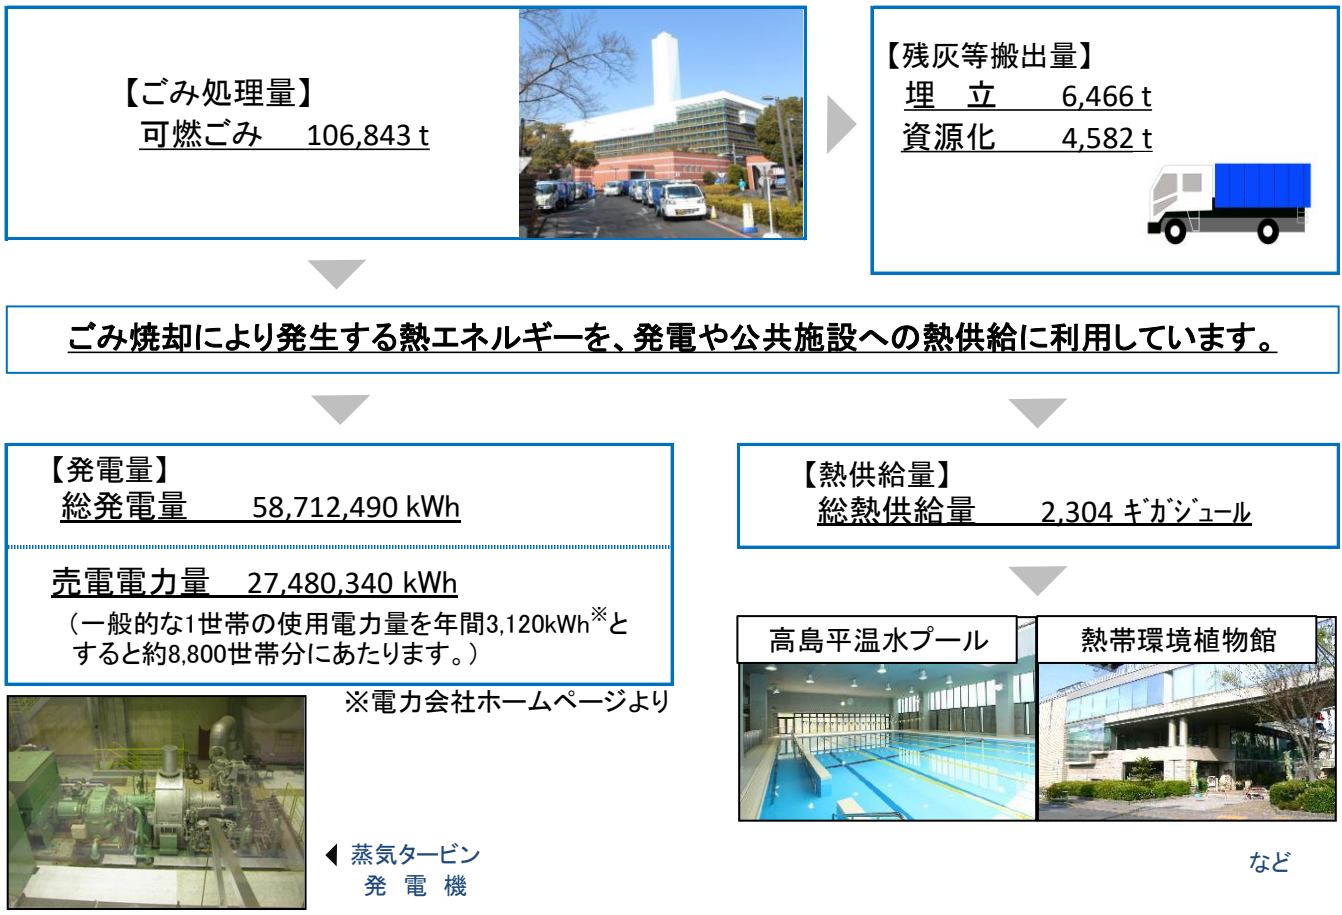 【ごみ処理量】
可燃ごみ 106,843 t
【残灰等搬出量】
埋 立 6,466 t
資源化 4,582 t
ごみ焼却により発生する熱エネルギーを、発電や公共施設への熱供給に利用しています。
【発電量】
総発電量 58,712,490 kWh
売電電力量 27,480,340 kWh
（一般的な1世帯の使用電力量を年間3,120kWh※と
すると約8,800世帯分にあたります。）
※電力会社ホームページより
◀ 蒸気タービン
発 電 機
【熱供給量】
総熱供給量 2,304 ｷﾞｶﾞｼﾞｭｰﾙ
高島平温水プール
熱帯環境植物館
など